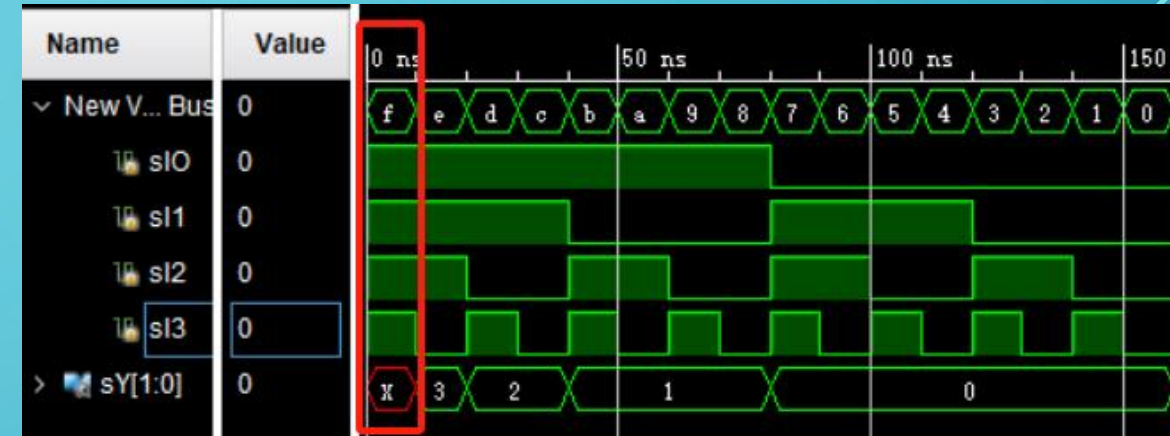 Name Value 0 ns 50 ns 100 ns 150
New V... Bus 0 f e d c b a 9 8 7 6 5 4 3 2 1 0
sI0 0
sI1 0
sI2 0
sI3 0
sY[1:0] 0 X 3 2 1 0